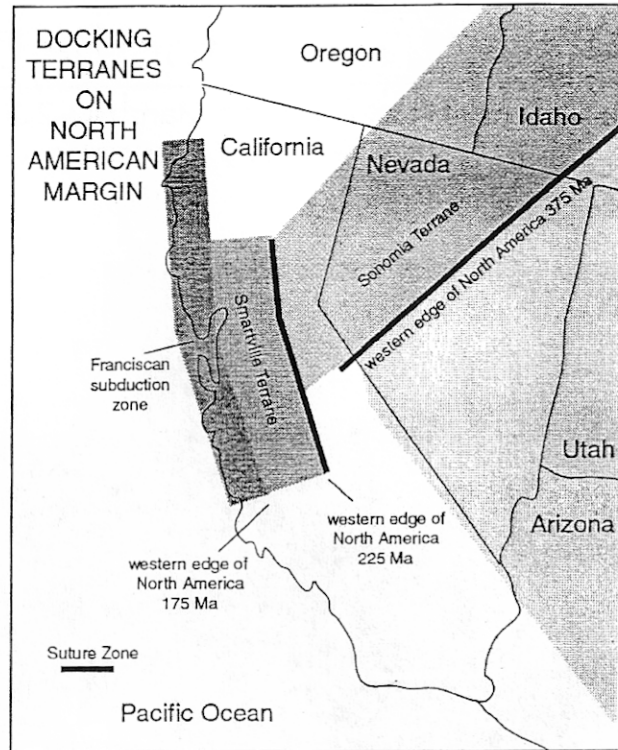 DOCKING
TERRANES
ON
NORTH
AMERICAN
MARGIN
Oregon
Idaho
California
Nevada
Sonomia Terrane
western edge of North America 375 Ma
Smartville Terrane
Franciscan
subduction
zone
Utah
Arizona
western edge of
North America
225 Ma
western edge of
North America
175 Ma
Suture Zone
Pacific Ocean